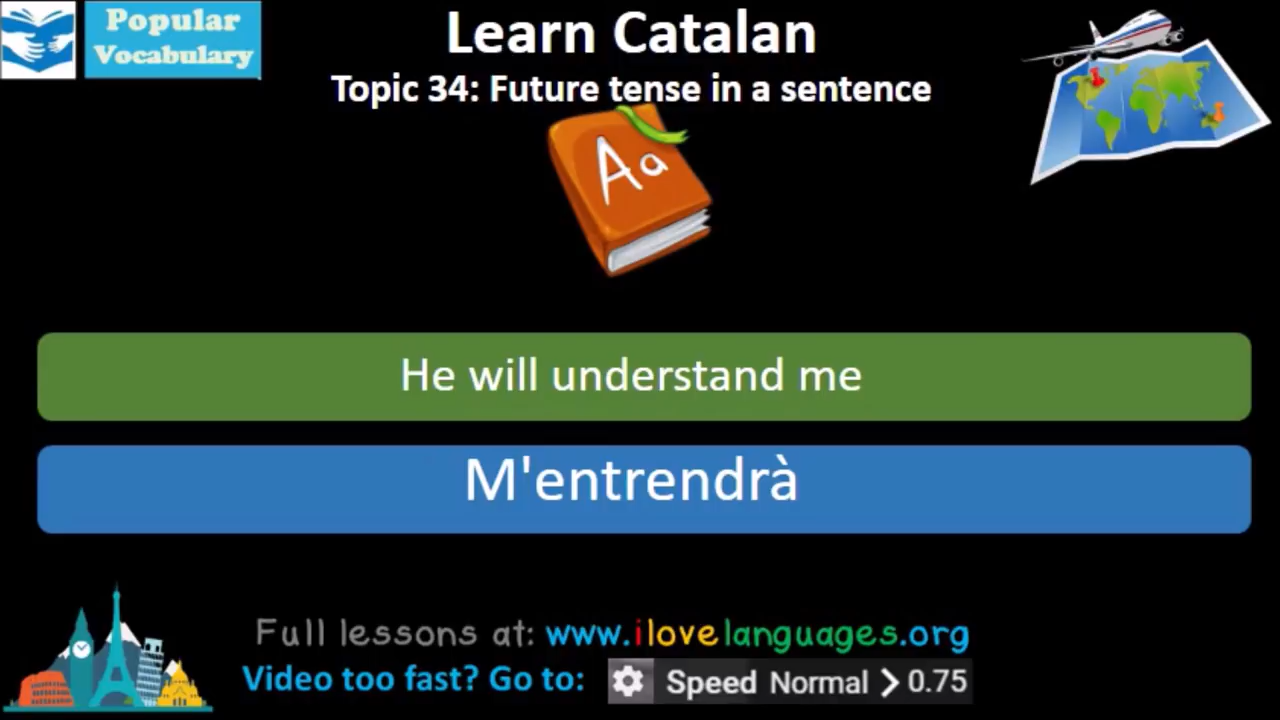 Popular
Vocabulary
Learn Catalan
Topic 34: Future tense in a sentence
Aa
He will understand me
M'entrendrà
Full lessons at: www.ilovelanguages.org
Video too fast? Go to: Speed Normal > 0.75